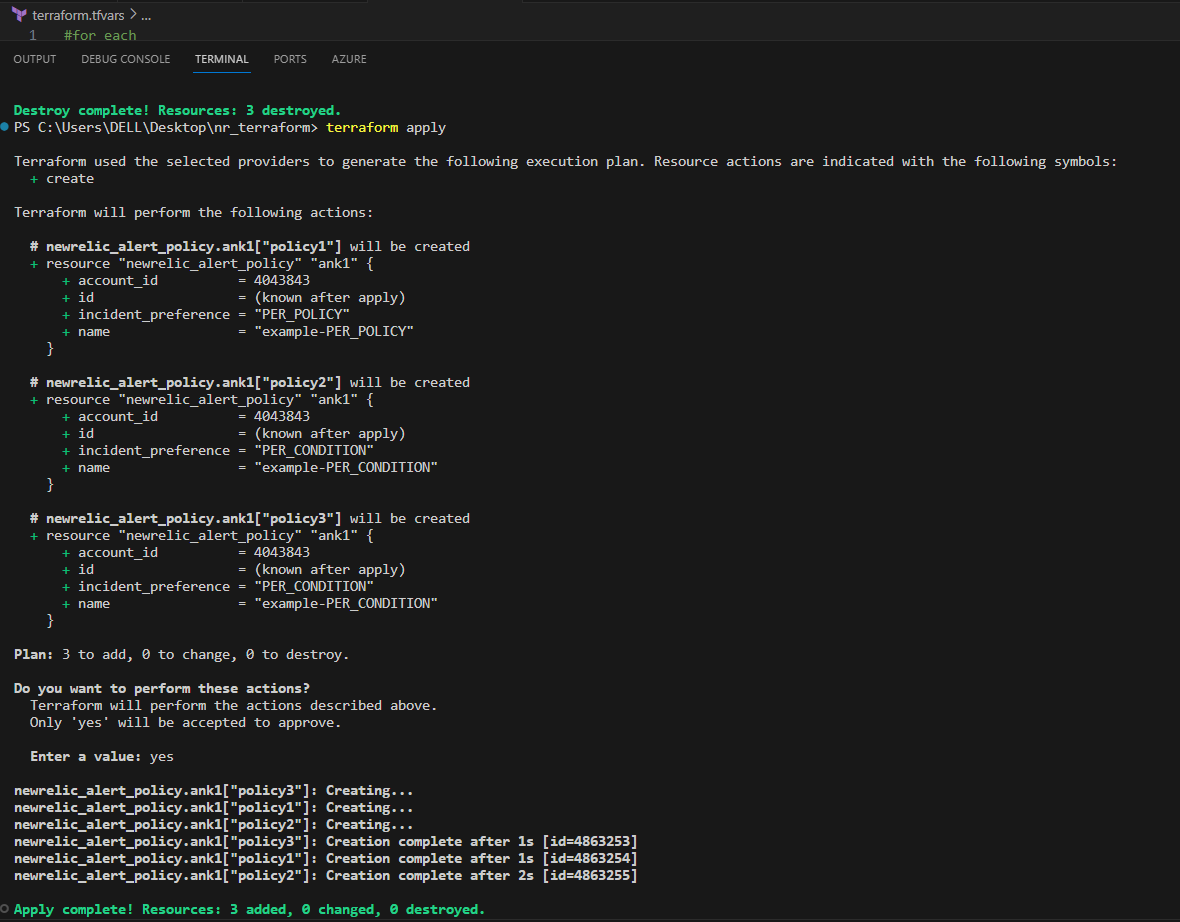 terraform.tfvars > ...
1 #for each
OUTPUT DEBUG CONSOLE TERMINAL PORTS AZURE
Destroy complete! Resources: 3 destroyed.
PS C:\Users\DELL\Desktop\nr_terraform> terraform apply
Terraform used the selected providers to generate the following execution plan. Resource actions are indicated with the following symbols:
  + create
Terraform will perform the following actions:
  # newrelic_alert_policy.ank1["policy1"] will be created
  + resource "newrelic_alert_policy" "ank1" {
      + account_id          = 4043843
      + id                  = (known after apply)
      + incident_preference = "PER_POLICY"
      + name                = "example-PER_POLICY"
    }
  # newrelic_alert_policy.ank1["policy2"] will be created
  + resource "newrelic_alert_policy" "ank1" {
      + account_id          = 4043843
      + id                  = (known after apply)
      + incident_preference = "PER_CONDITION"
      + name                = "example-PER_CONDITION"
    }
  # newrelic_alert_policy.ank1["policy3"] will be created
  + resource "newrelic_alert_policy" "ank1" {
      + account_id          = 4043843
      + id                  = (known after apply)
      + incident_preference = "PER_CONDITION"
      + name                = "example-PER_CONDITION"
    }
Plan: 3 to add, 0 to change, 0 to destroy.
Do you want to perform these actions?
  Terraform will perform the actions described above.
  Only 'yes' will be accepted to approve.
  Enter a value: yes
newrelic_alert_policy.ank1["policy3"]: Creating...
newrelic_alert_policy.ank1["policy1"]: Creating...
newrelic_alert_policy.ank1["policy2"]: Creating...
newrelic_alert_policy.ank1["policy3"]: Creation complete after 1s [id=4863253]
newrelic_alert_policy.ank1["policy1"]: Creation complete after 1s [id=4863254]
newrelic_alert_policy.ank1["policy2"]: Creation complete after 2s [id=4863255]
Apply complete! Resources: 3 added, 0 changed, 0 destroyed.